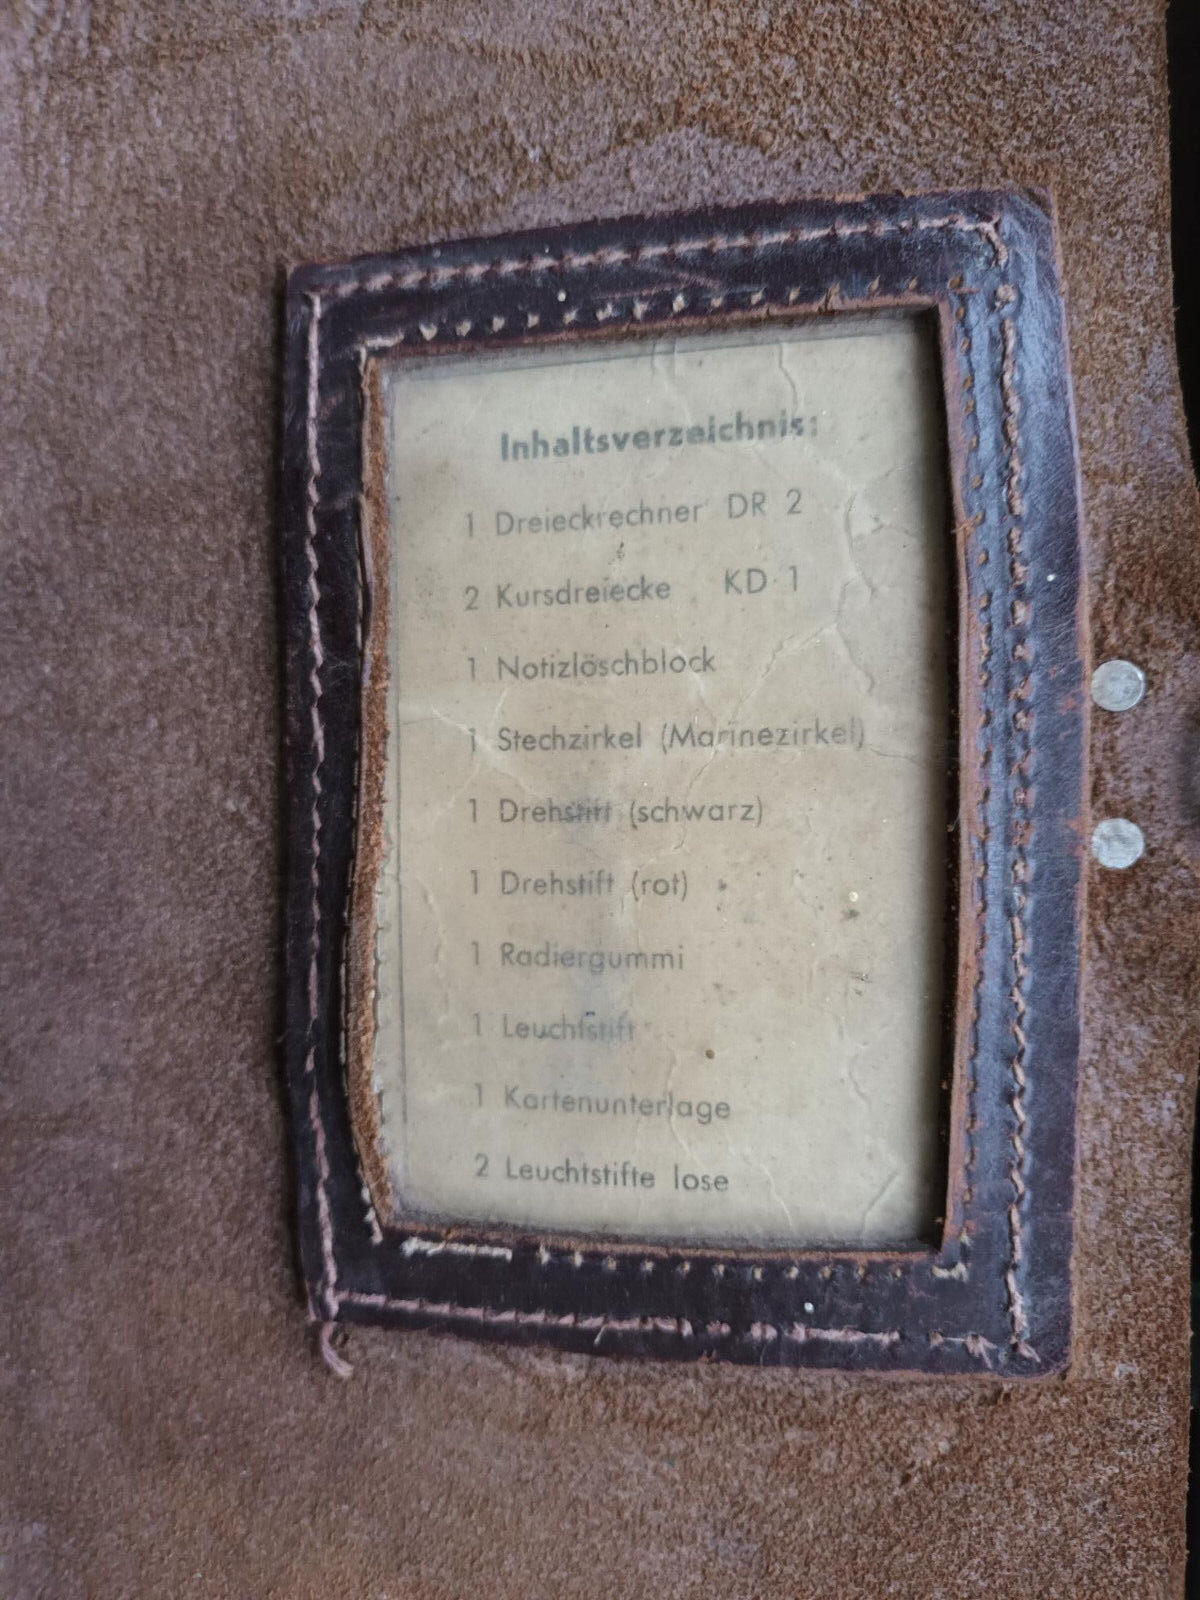 Inhaltsverzeichnis:
1 Dreieckrechner DR 2
2 Kursdreiecke KD 1
1 Notizlöschblock
1 Stechzirkel (Marinezirkel)
1 Drehstift (schwarz)
1 Drehstift (rot)
1 Radiergummi
1 Leuchtstift
1 Kartenunterlage
2 Leuchtstifte lose